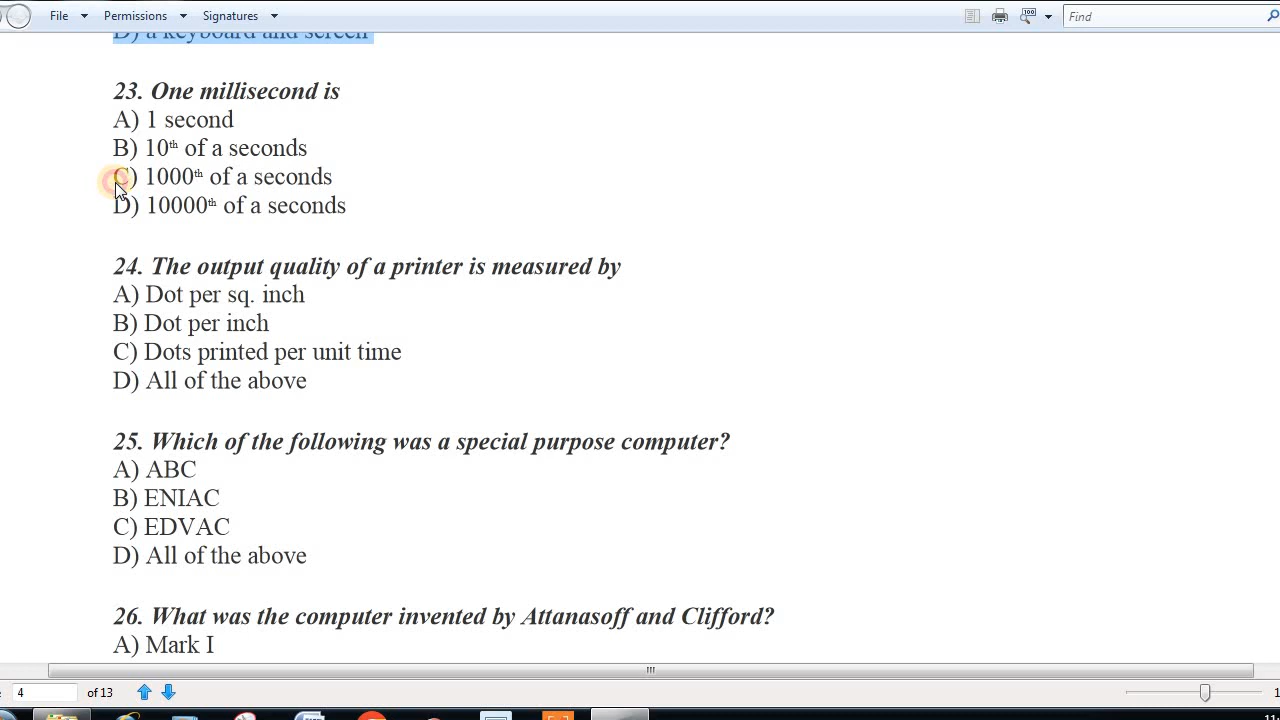 File
Permissions
Signatures
Find
D) a keyboard and screen
23. One millisecond is
A) 1 second
B) 10th of a seconds
C) 1000th of a seconds
D) 10000th of a seconds
24. The output quality of a printer is measured by
A) Dot per sq. inch
B) Dot per inch
C) Dots printed per unit time
D) All of the above
25. Which of the following was a special purpose computer?
A) ABC
B) ENIAC
C) EDVAC
D) All of the above
26. What was the computer invented by Attanasoff and Clifford?
A) Mark I
4 of 13